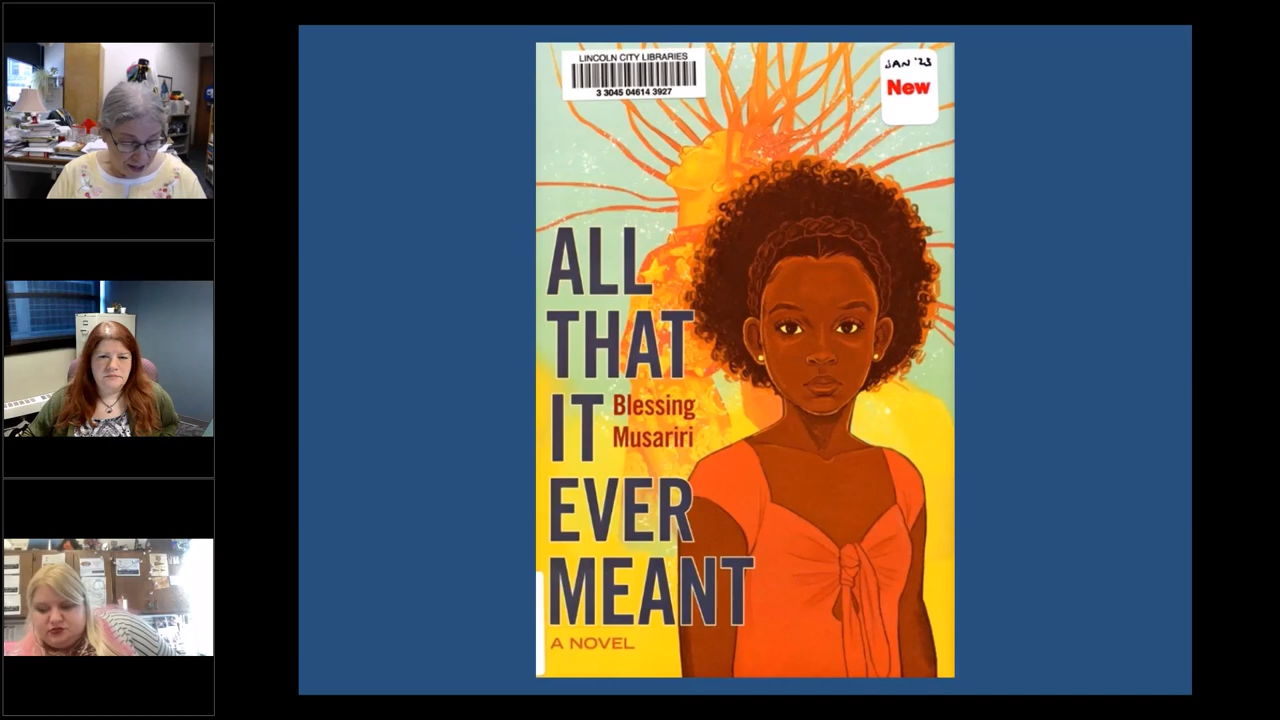 LINCOLN CITY LIBRARIES
3 3045 04614 3927
JAN '23
New
ALL
THAT
IT
Blessing
Musariri
EVER
MEANT
A NOVEL